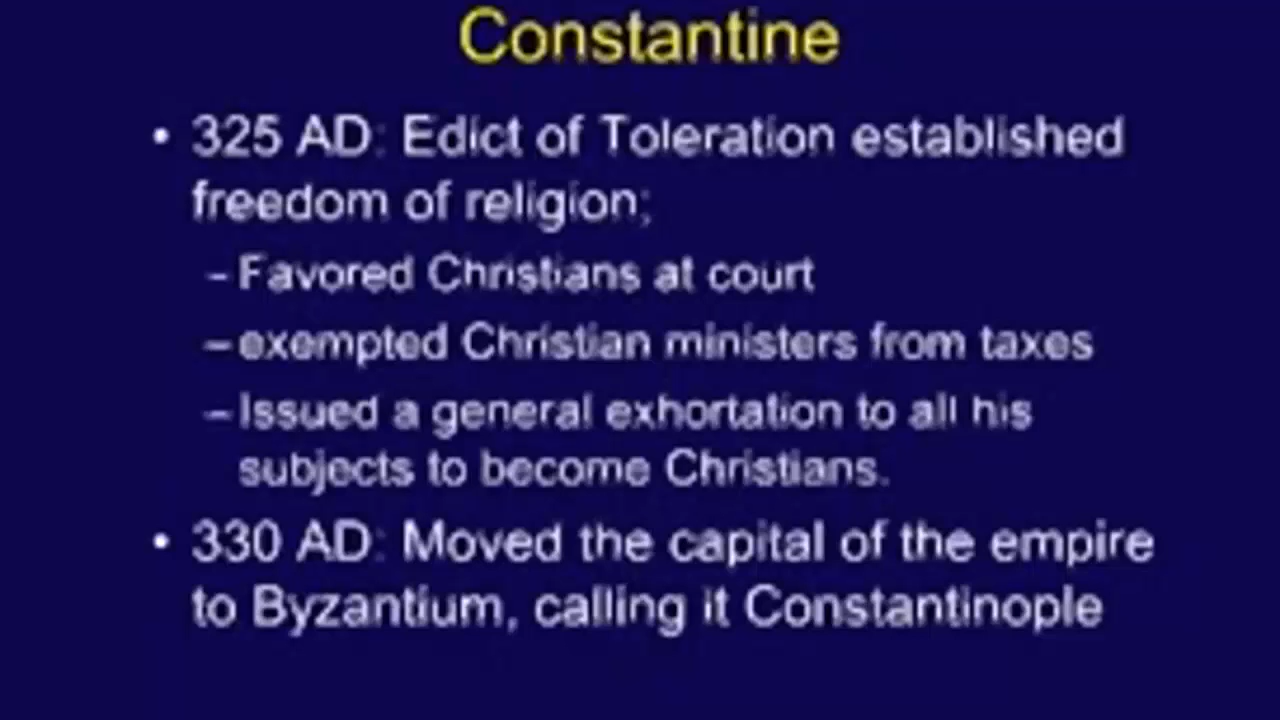 Constantine
• 325 AD: Edict of Toleration established
freedom of religion;
– Favored Christians at court
– exempted Christian ministers from taxes
– Issued a general exhortation to all his
subjects to become Christians.
• 330 AD: Moved the capital of the empire
to Byzantium, calling it Constantinople